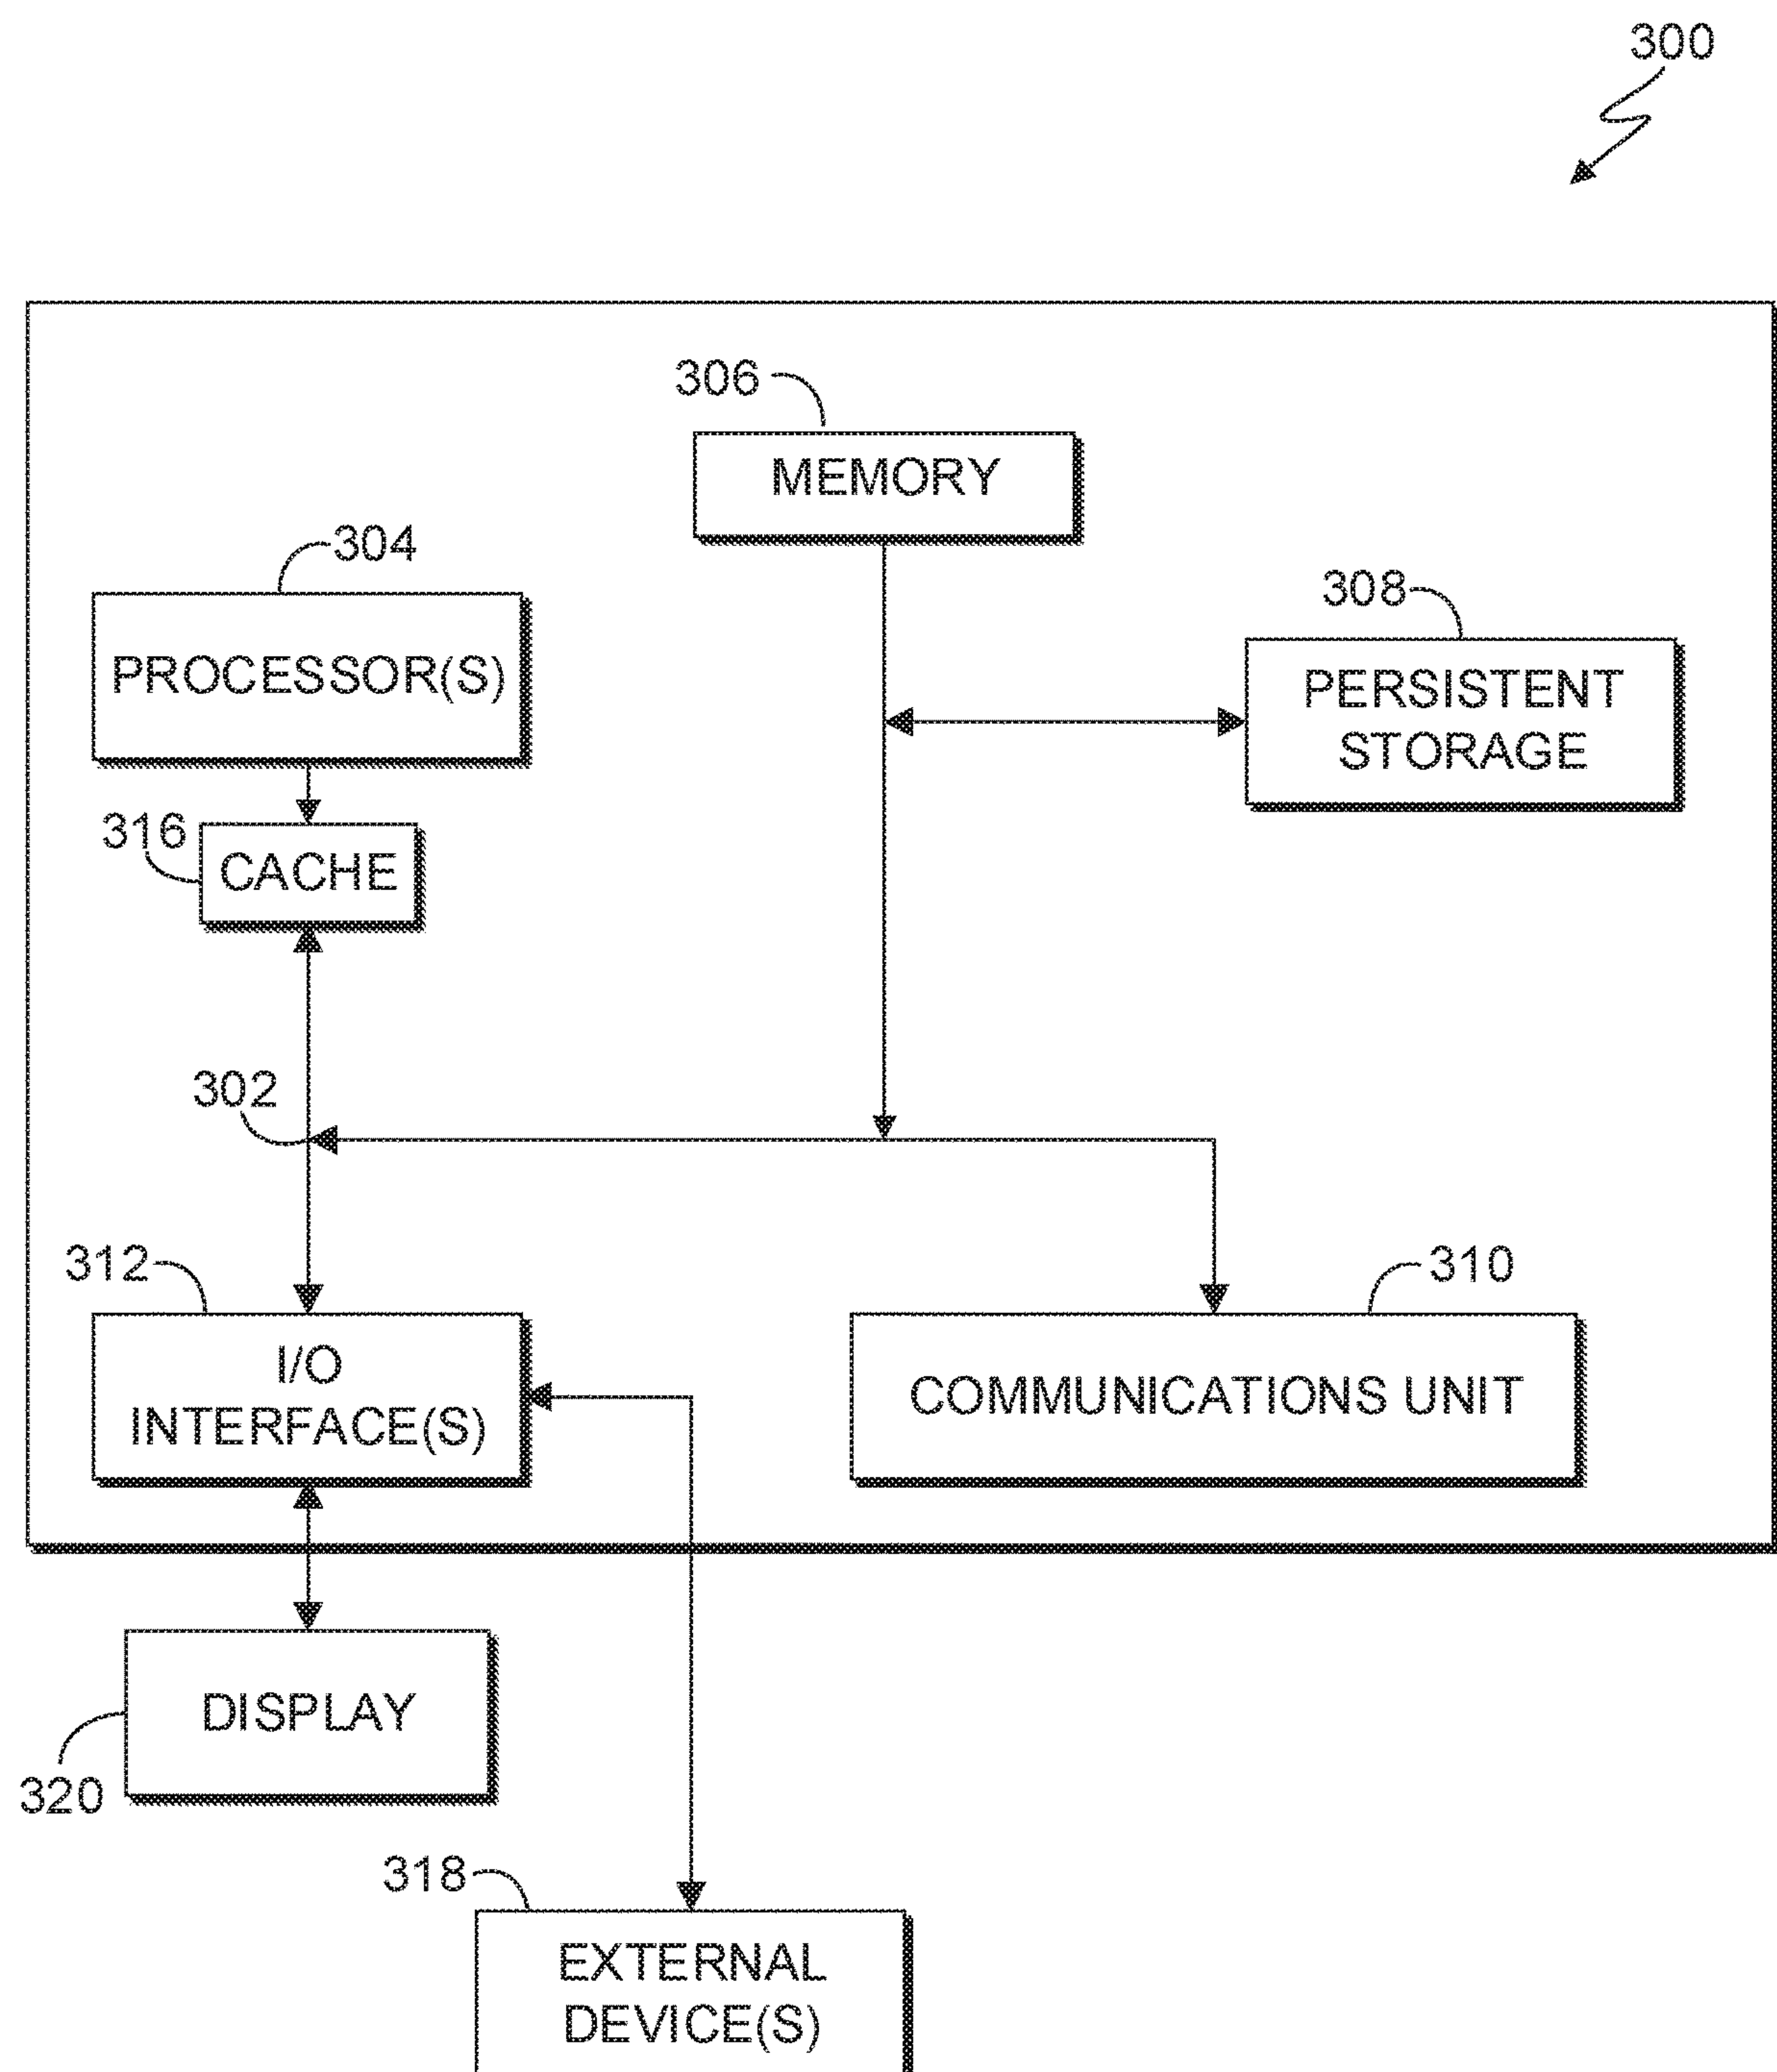 300
306
MEMORY
304
308
PROCESSOR(S)
PERSISTENT
STORAGE
316
CACHE
302
312
310
I/O
INTERFACE(S)
COMMUNICATIONS UNIT
DISPLAY
320
318
EXTERNAL
DEVICE(S)